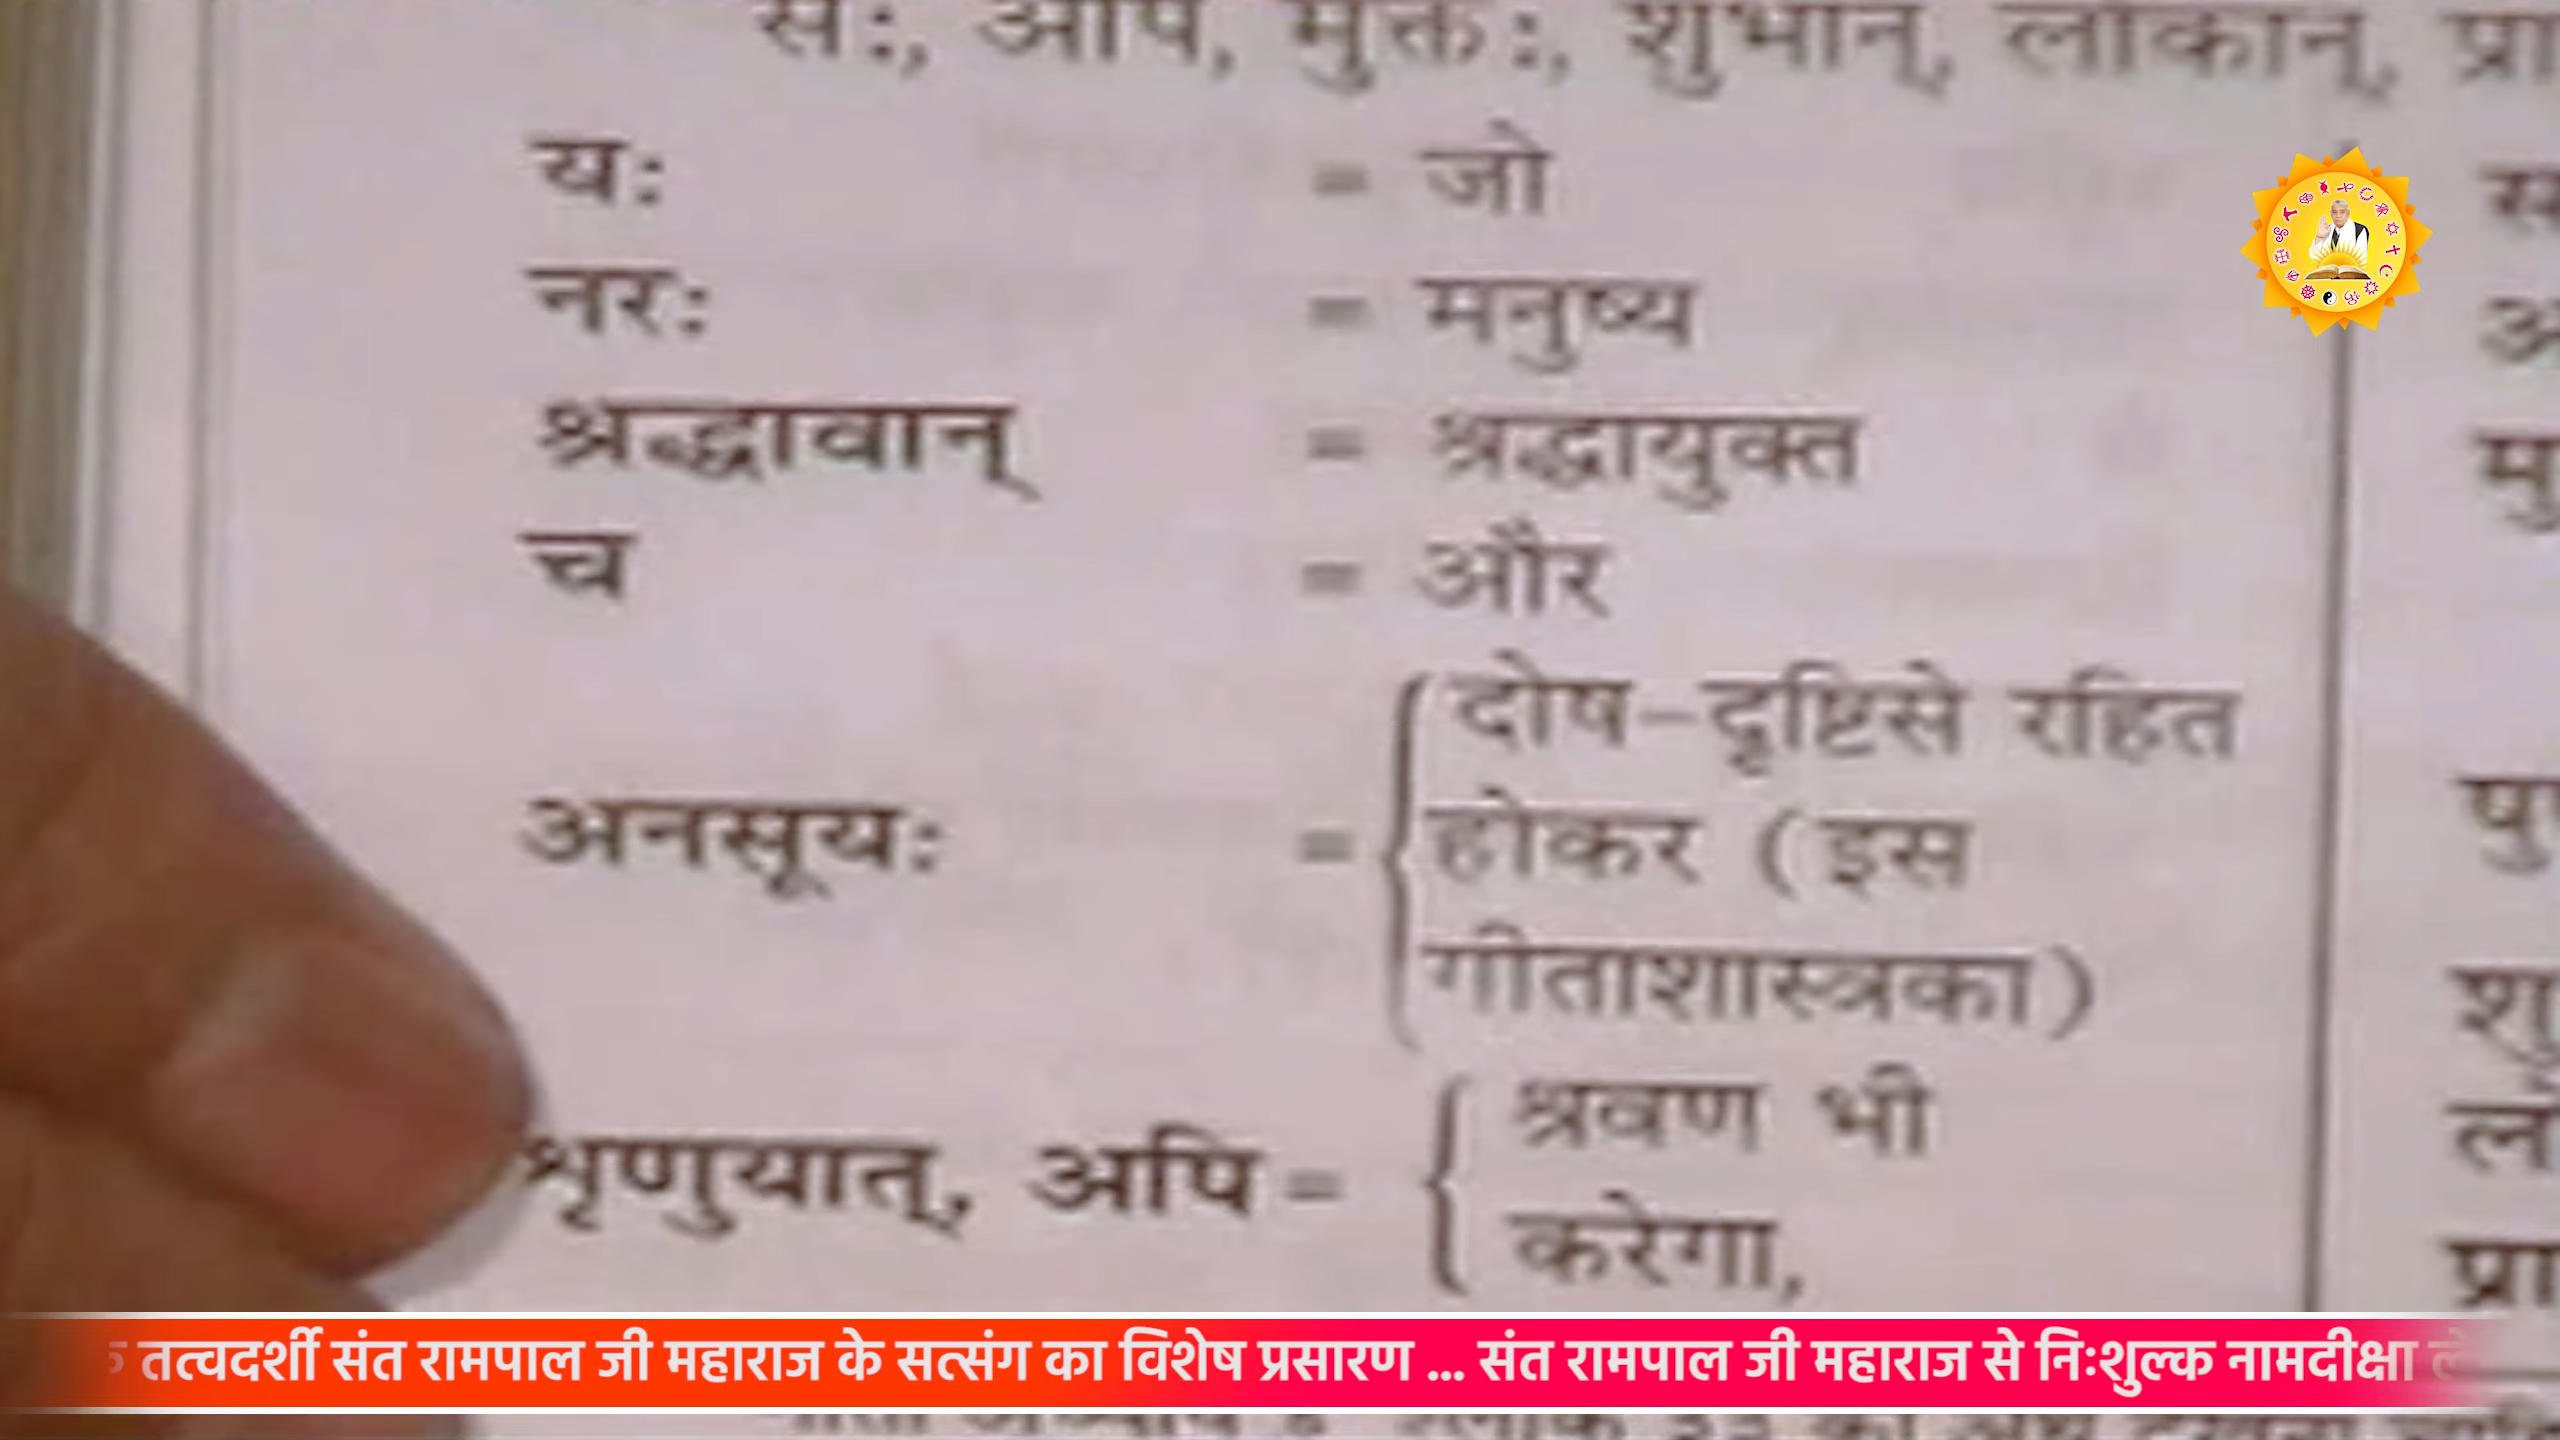 सः, अपि, मुक्तः, शुभान्, लोकान्, प्रा
यः = जो
नरः = मनुष्य
श्रद्धावान् = श्रद्धायुक्त
च = और
अनसूयः = दोष-दृष्टिसे रहित
होकर (इस
गीताशास्त्रका)
शृणुयात्, अपि = श्रवण भी
करेगा,
तत्वदर्शी संत रामपाल जी महाराज के सत्संग का विशेष प्रसारण ... संत रामपाल जी महाराज से निःशुल्क नामदीक्षा